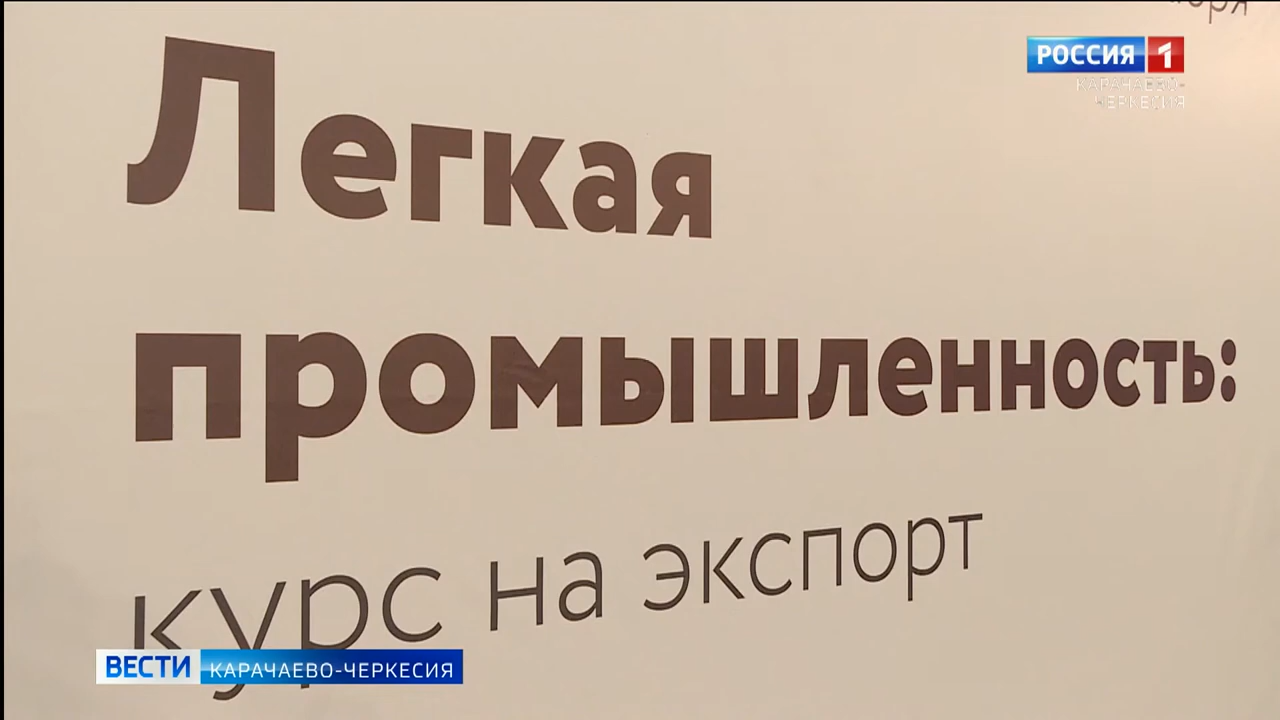 РОССИЯ 1
КАРАЧАЕВО-
ЧЕРКЕСИЯ
Легкая
промышленность:
курс на экспорт
ВЕСТИ КАРАЧАЕВО-ЧЕРКЕСИЯ